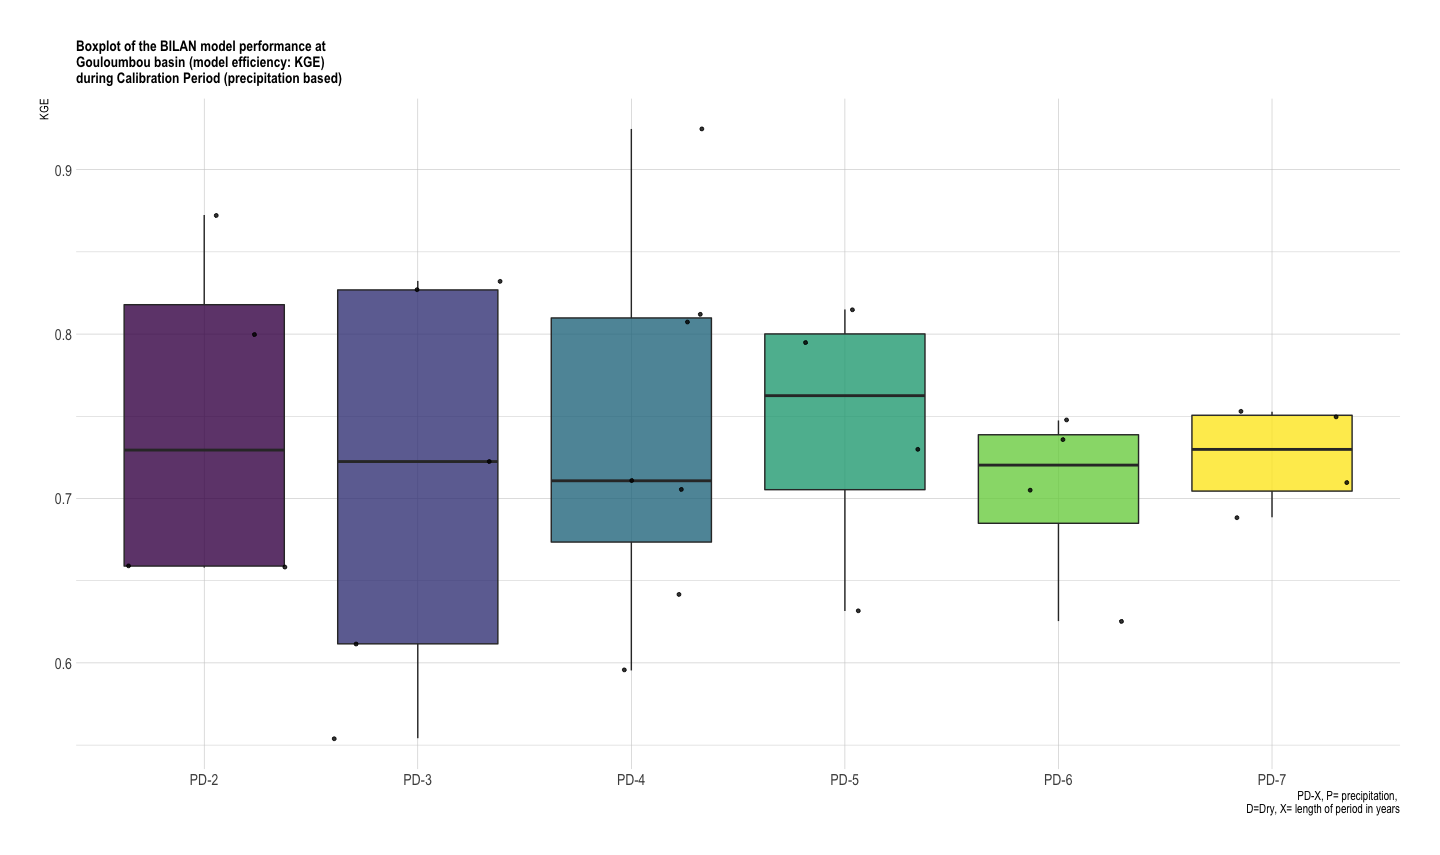 Boxplot of the BILAN model performance at
Gouloumbou basin (model efficiency: KGE)
during Calibration Period (precipitation based)
KGE
0.9
0.8
0.7
0.6
PD-2 PD-3 PD-4 PD-5 PD-6 PD-7
PD-X, P= precipitation,
D=Dry, X= length of period in years